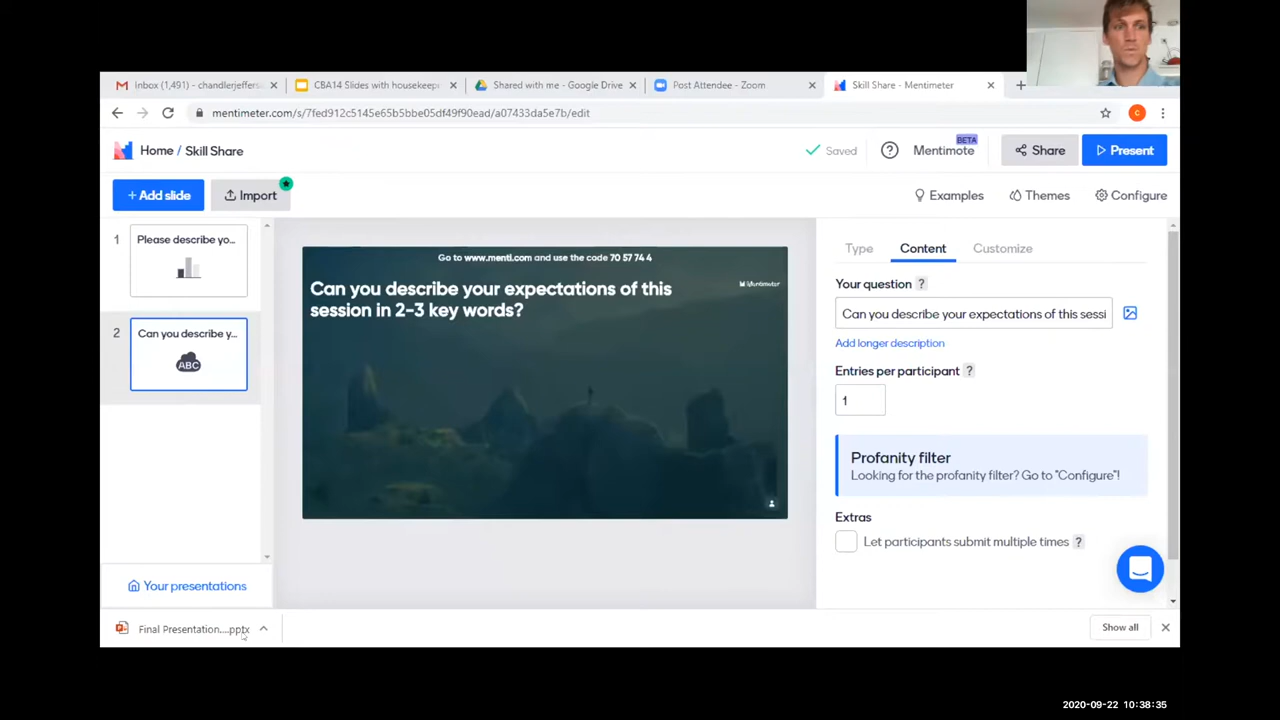 Inbox (1,491) - chandlerjeffers
CBA14 Slides with housekeepe
Shared with me - Google Drive
Post Attendee - Zoom
Skill Share - Mentimeter
mentimeter.com/s/7fed912c5145e65b5bbe05df49f90ead/a07433da5e7b/edit
Home / Skill Share
Saved
?
Mentimote
BETA
Share
Present
+ Add slide
Import
Examples
Themes
Configure
1
Please describe yo...
2
Can you describe y...
ABC
Go to www.menti.com and use the code 70 57 74 4
Can you describe your expectations of this
session in 2-3 key words?
Mentimeter
Type
Content
Customize
Your question ?
Can you describe your expectations of this sessi
Add longer description
Entries per participant ?
1
Profanity filter
Looking for the profanity filter? Go to "Configure"!
Extras
Let participants submit multiple times ?
Your presentations
Final Presentation....pptx
Show all
2020-09-22 10:38:35